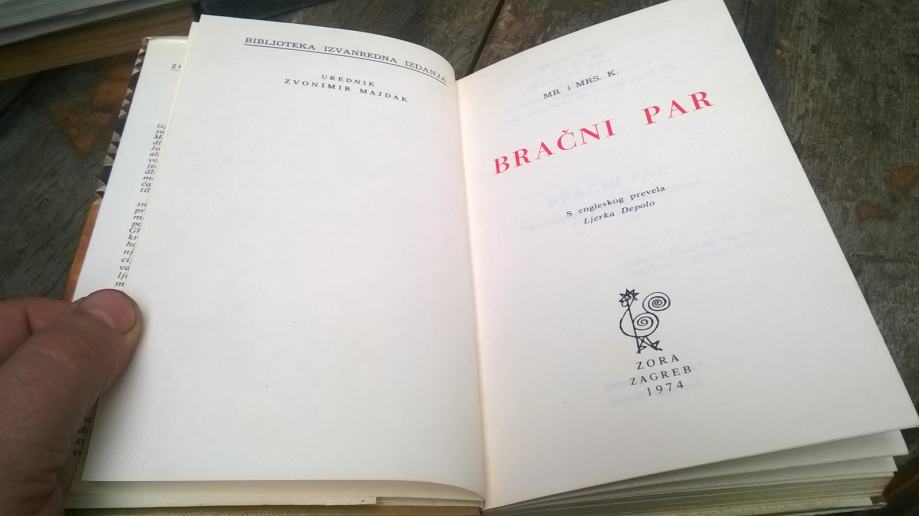 BIBLIOTEKA IZVANREDNA IZDANJA
UREDNIK
ZVONIMIR MAJDAK
MR. i MRS. K.
BRAČNI PAR
S engleskog prevela
Ljerka Depolo
ZORA
ZAGREB
1974